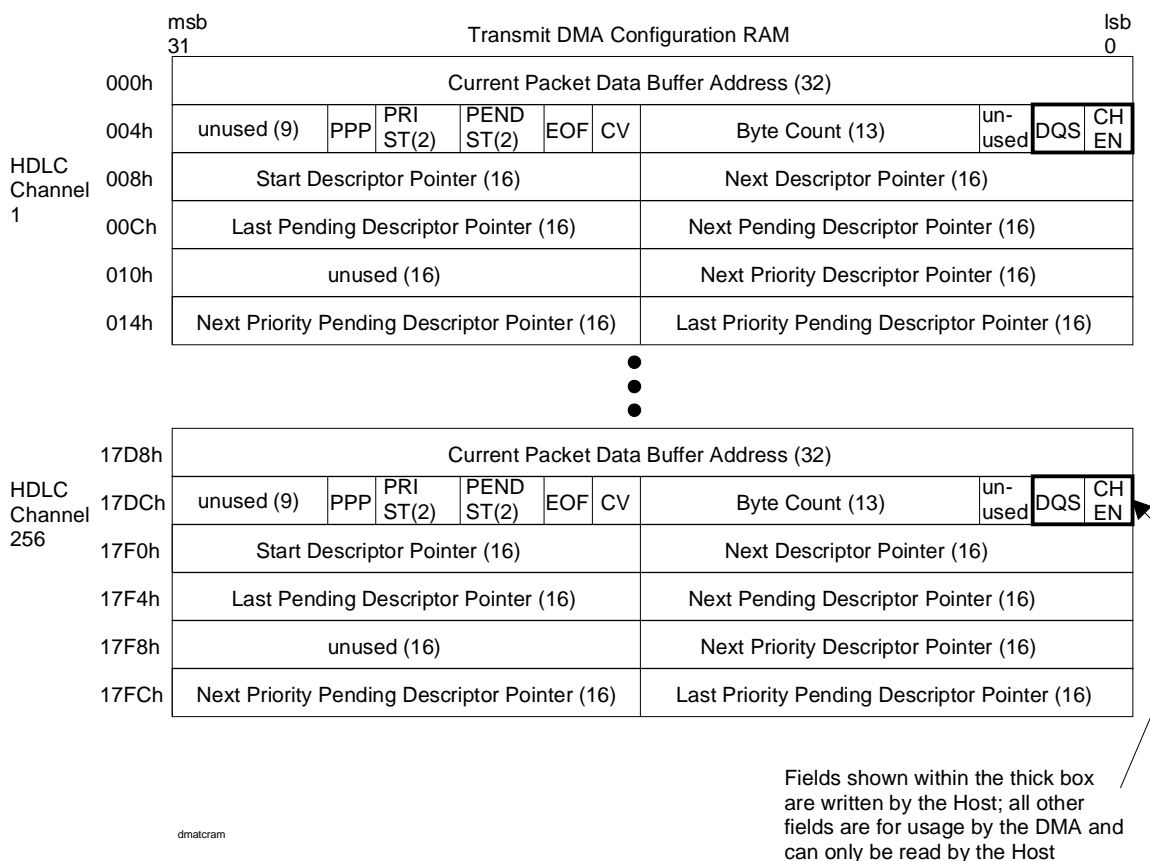 msb
31
Transmit DMA Configuration RAM
lsb
0
HDLC
Channel
1
000h
Current Packet Data Buffer Address (32)
004h
unused (9)
PPP
PRI
ST(2)
PEND
ST(2)
EOF
CV
Byte Count (13)
un-
used
DQS
CH
EN
008h
Start Descriptor Pointer (16)
Next Descriptor Pointer (16)
00Ch
Last Pending Descriptor Pointer (16)
Next Pending Descriptor Pointer (16)
010h
unused (16)
Next Priority Descriptor Pointer (16)
014h
Next Priority Pending Descriptor Pointer (16)
Last Priority Pending Descriptor Pointer (16)
HDLC
Channel
256
17D8h
Current Packet Data Buffer Address (32)
17DCh
unused (9)
PPP
PRI
ST(2)
PEND
ST(2)
EOF
CV
Byte Count (13)
un-
used
DQS
CH
EN
17F0h
Start Descriptor Pointer (16)
Next Descriptor Pointer (16)
17F4h
Last Pending Descriptor Pointer (16)
Next Pending Descriptor Pointer (16)
17F8h
unused (16)
Next Priority Descriptor Pointer (16)
17FCh
Next Priority Pending Descriptor Pointer (16)
Last Priority Pending Descriptor Pointer (16)
Fields shown within the thick box
are written by the Host; all other
fields are for usage by the DMA and
can only be read by the Host
dmatcram